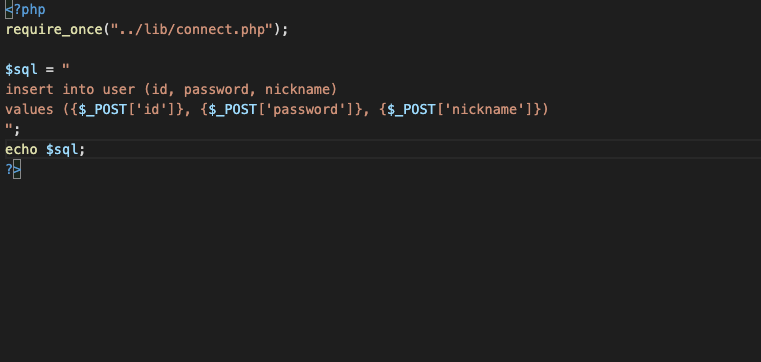 <?php
require_once("../lib/connect.php");
$sql = "
insert into user (id, password, nickname)
values ({$_POST['id']}, {$_POST['password']}, {$_POST['nickname']})
";
echo $sql;
?>